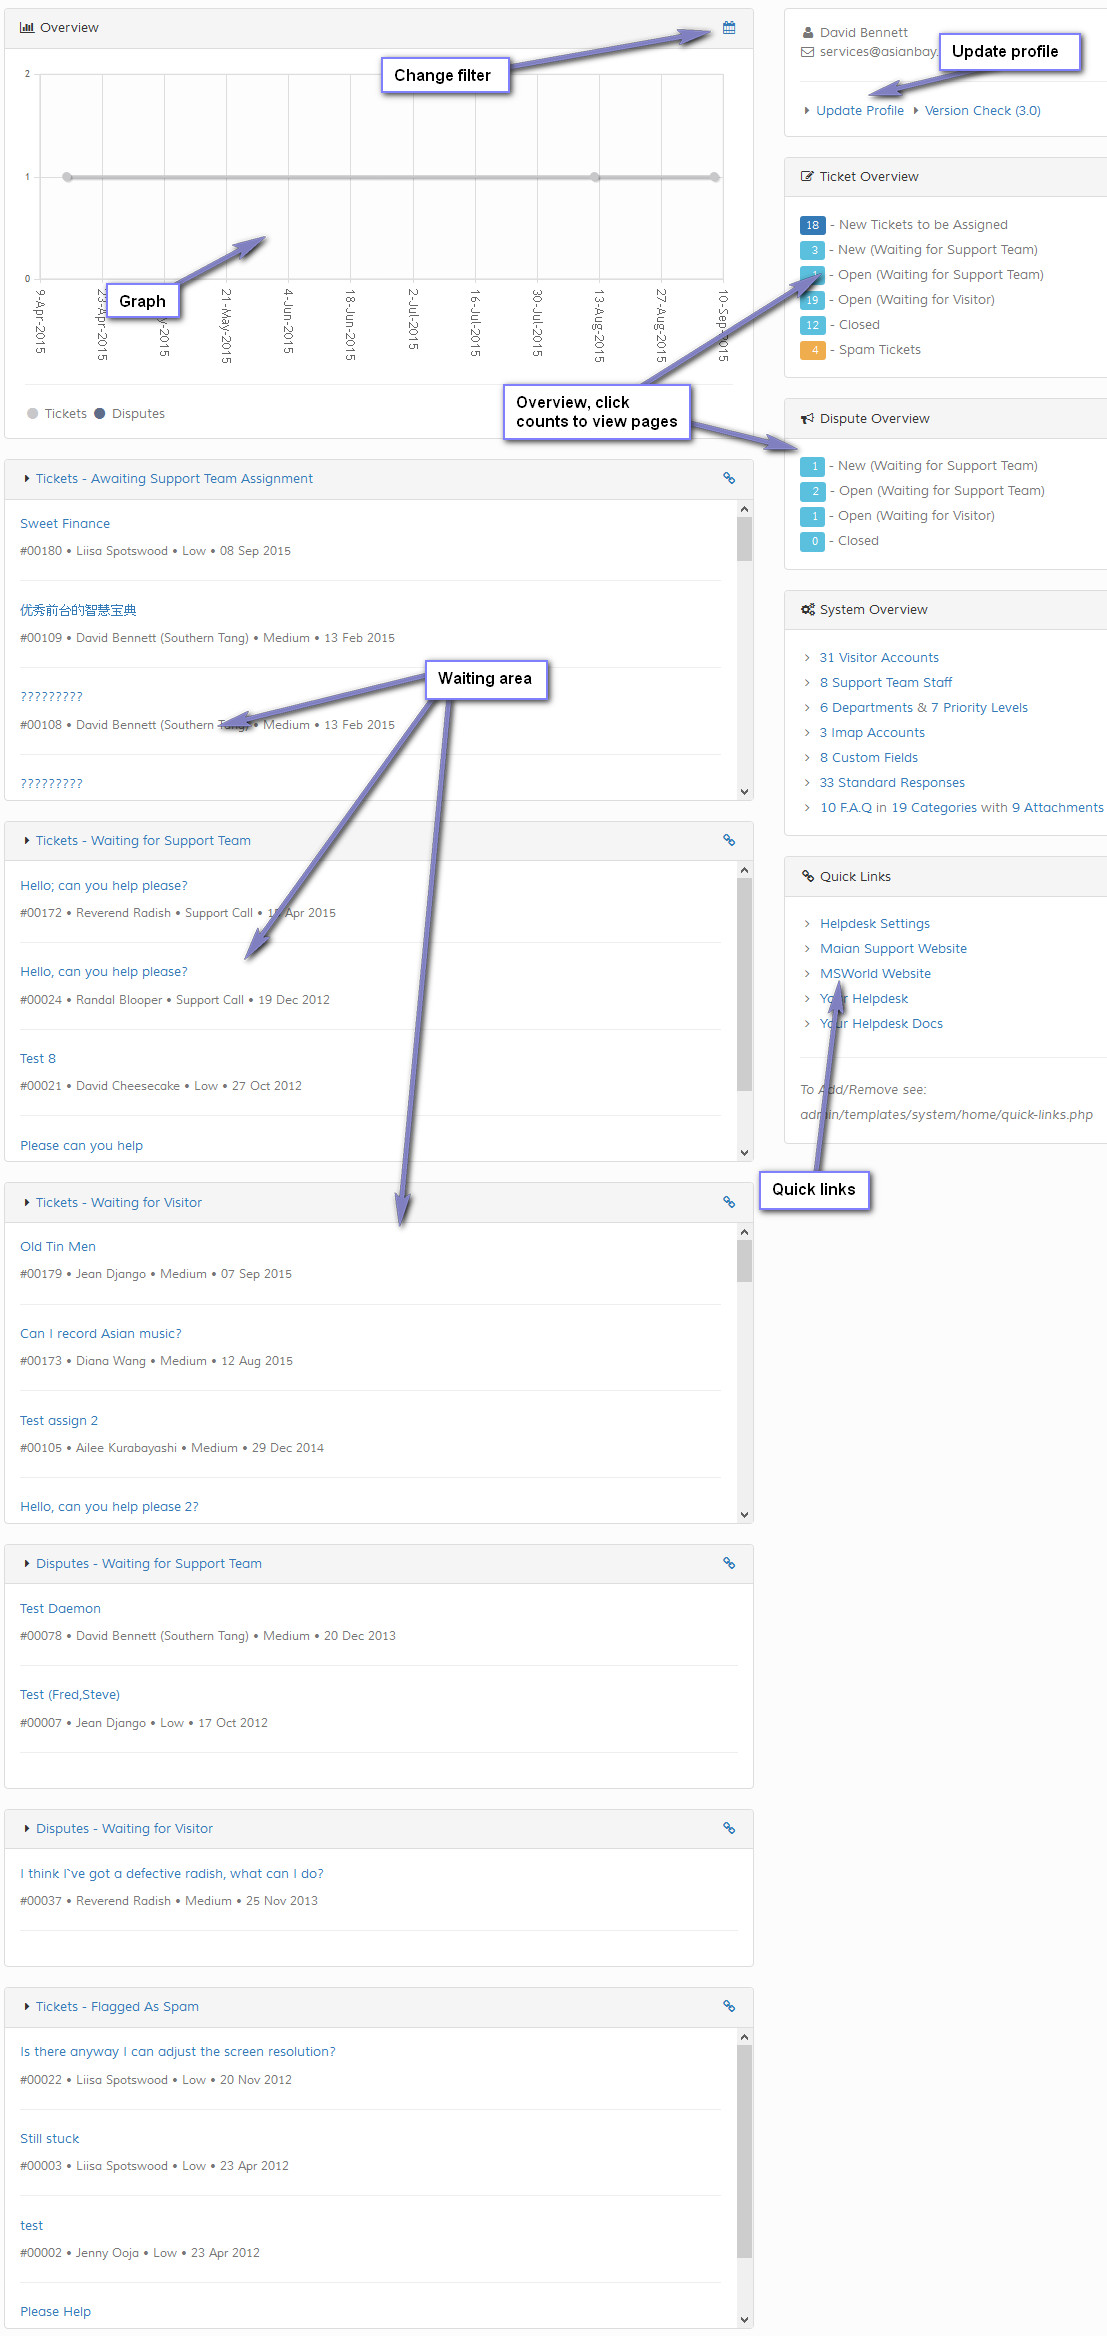 Overview
Change filter
2
1
0
Graph
9-Apr-2015
23-Apr-2015
21-May-2015
4-Jun-2015
18-Jun-2015
2-Jul-2015
16-Jul-2015
30-Jul-2015
13-Aug-2015
27-Aug-2015
10-Sep-2015
Tickets Disputes
Overview, click
counts to view pages
Tickets - Awaiting Support Team Assignment
Sweet Finance
#00180 • Liisa Spotswood • Low • 08 Sep 2015
优秀前台的智慧宝典
#00109 • David Bennett (Southern Tang) • Medium • 13 Feb 2015
Waiting area
?????????
#00108 • David Bennett (Southern Tang) • Medium • 13 Feb 2015
?????????
Tickets - Waiting for Support Team
Hello; can you help please?
#00172 • Reverend Radish • Support Call • Apr 2015
Hello, can you help please?
#00024 • Randal Blooper • Support Call • 19 Dec 2012
Test 8
#00021 • David Cheesecake • Low • 27 Oct 2012
Please can you help
Tickets - Waiting for Visitor
Old Tin Men
#00179 • Jean Django • Medium • 07 Sep 2015
Can I record Asian music?
#00173 • Diana Wang • Medium • 12 Aug 2015
Test assign 2
#00105 • Ailee Kurabayashi • Medium • 29 Dec 2014
Hello, can you help please 2?
Disputes - Waiting for Support Team
Test Daemon
#00078 • David Bennett (Southern Tang) • Medium • 20 Dec 2013
Test (Fred,Steve)
#00007 • Jean Django • Low • 17 Oct 2012
Disputes - Waiting for Visitor
I think I`ve got a defective radish, what can I do?
#00037 • Reverend Radish • Medium • 25 Nov 2013
Tickets - Flagged As Spam
Is there anyway I can adjust the screen resolution?
#00022 • Liisa Spotswood • Low • 20 Nov 2012
Still stuck
#00003 • Liisa Spotswood • Low • 23 Apr 2012
test
#00002 • Jenny Ooja • Low • 23 Apr 2012
Please Help
David Bennett
services@asianbay.
Update profile
Update Profile Version Check (3.0)
Ticket Overview
18 - New Tickets to be Assigned
3 - New (Waiting for Support Team)
1 - Open (Waiting for Support Team)
19 - Open (Waiting for Visitor)
12 - Closed
4 - Spam Tickets
Dispute Overview
1 - New (Waiting for Support Team)
2 - Open (Waiting for Support Team)
1 - Open (Waiting for Visitor)
0 - Closed
System Overview
31 Visitor Accounts
8 Support Team Staff
6 Departments & 7 Priority Levels
3 Imap Accounts
8 Custom Fields
33 Standard Responses
10 F.A.Q in 19 Categories with 9 Attachments
Quick Links
Helpdesk Settings
Maian Support Website
MSWorld Website
Your Helpdesk
Your Helpdesk Docs
To Add/Remove see:
admin/templates/system/home/quick-links.php
Quick links